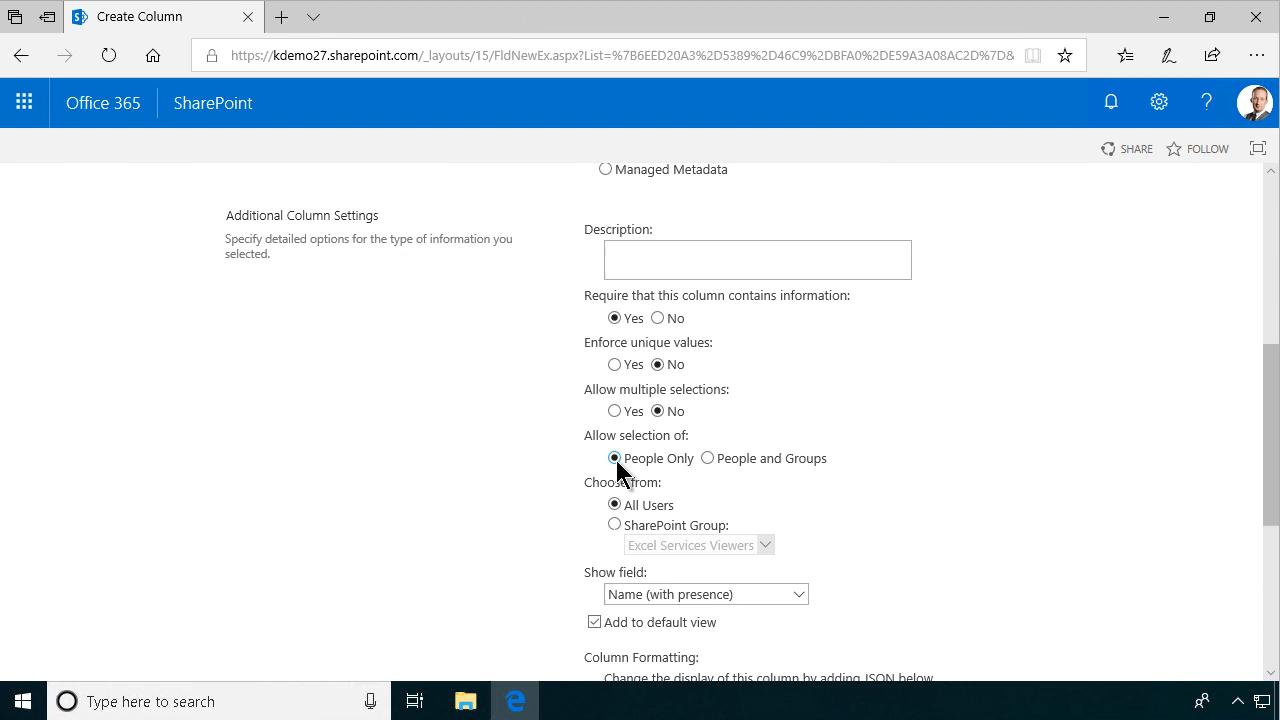 Create Column
https://kdemo27.sharepoint.com/_layouts/15/FldNewEx.aspx?List=%7B6EED20A3%2D5389%2D46C9%2DBFA0%2DE59A3A08AC2D%7D&
Office 365
SharePoint
?
SHARE
FOLLOW
Managed Metadata
Additional Column Settings
Specify detailed options for the type of information you
selected.
Description:
Require that this column contains information:
Yes No
Enforce unique values:
Yes No
Allow multiple selections:
Yes No
Allow selection of:
People Only People and Groups
Choose from:
All Users
SharePoint Group:
Excel Services Viewers
Show field:
Name (with presence)
Add to default view
Column Formatting:
Change the display of this column by adding JSON below
Type here to search